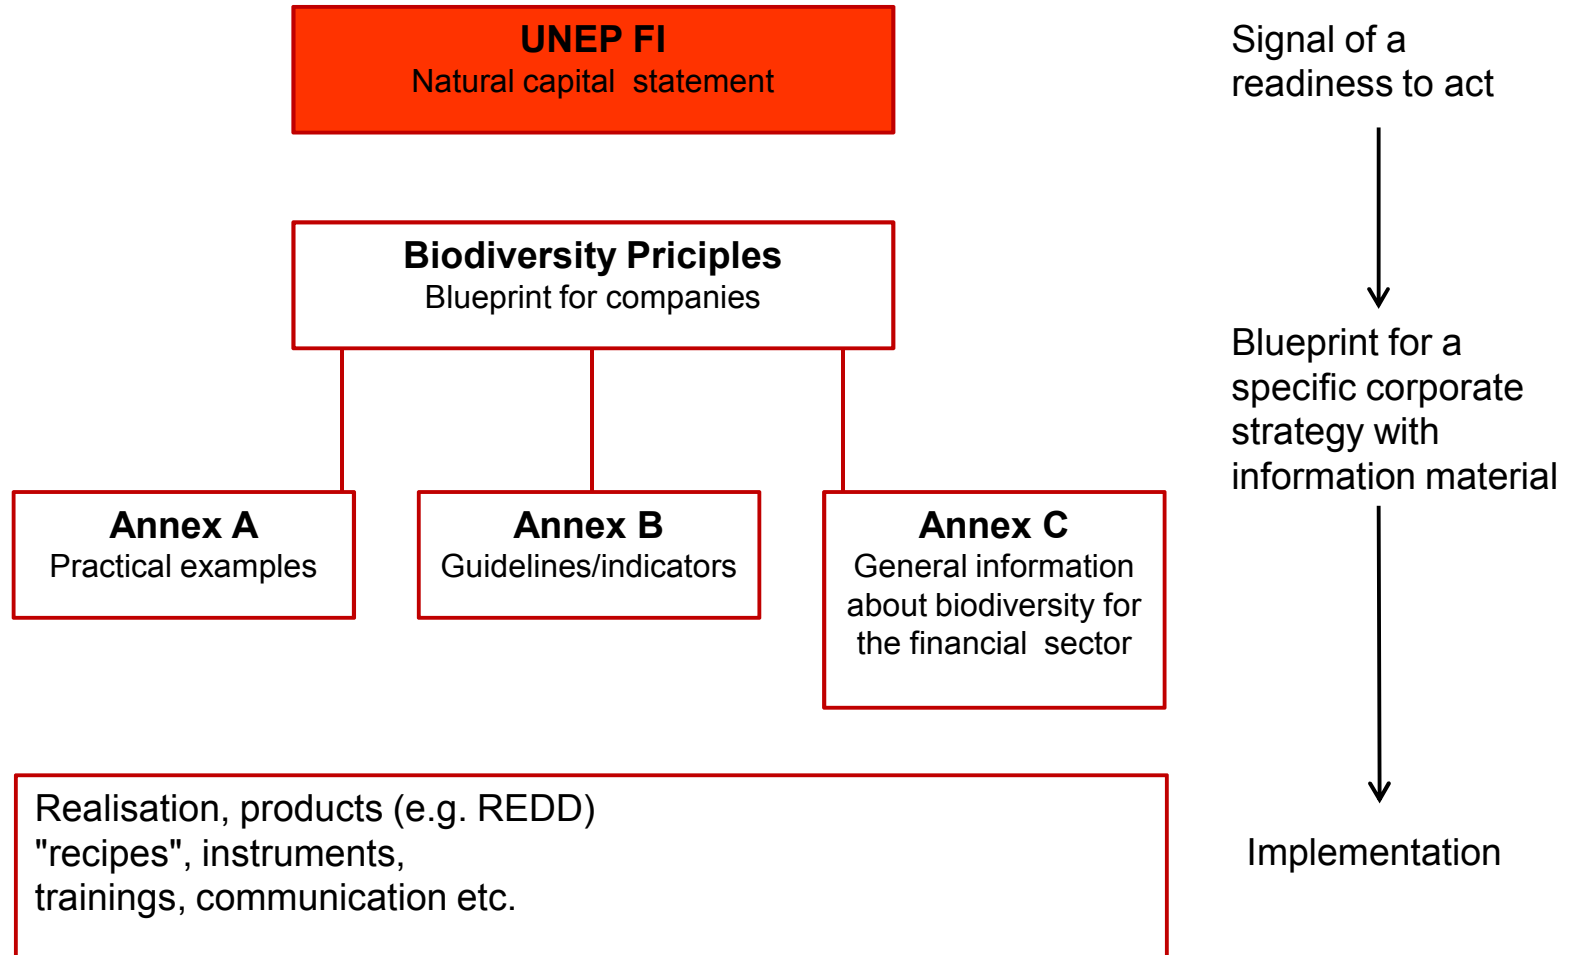 UNEP FI
Natural capital statement
Signal of a
readiness to act
Biodiversity Priciples
Blueprint for companies
Blueprint for a
specific corporate
strategy with
information material
Annex A
Practical examples
Annex B
Guidelines/indicators
Annex C
General information
about biodiversity for
the financial sector
Realisation, products (e.g. REDD)
"recipes", instruments,
trainings, communication etc.
Implementation